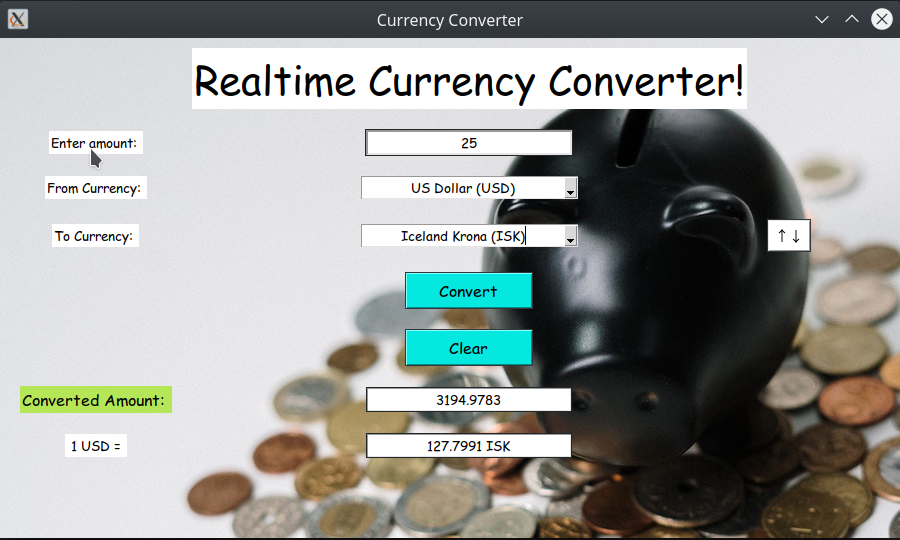 Currency Converter
Realtime Currency Converter!
Enter amount: 25
From Currency: US Dollar (USD)
To Currency: Iceland Krona (ISK) ↑↓
Convert
Clear
Converted Amount: 3194.9783
1 USD = 127.7991 ISK